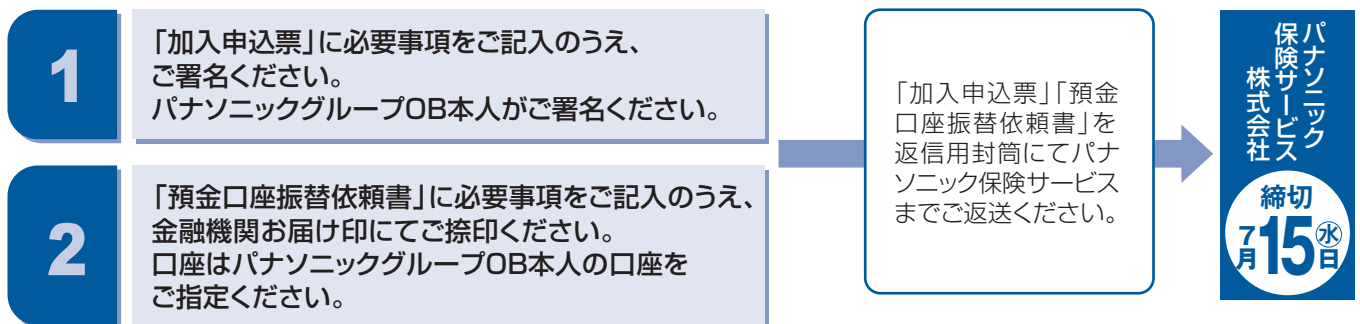 1
「加入申込票」に必要事項をご記入のうえ、
ご署名ください。
パナソニックグループOB本人がご署名ください。
2
「預金口座振替依頼書」に必要事項をご記入のうえ、
金融機関お届け印にてご捺印ください。
口座はパナソニックグループOB本人の口座を
ご指定ください。
「加入申込票」「預金
口座振替依頼書」を
返信用封筒にてパナ
ソニック保険サービス
までご返送ください。
パナソニック
保険サービス
株式会社
締切
7月15日㊌